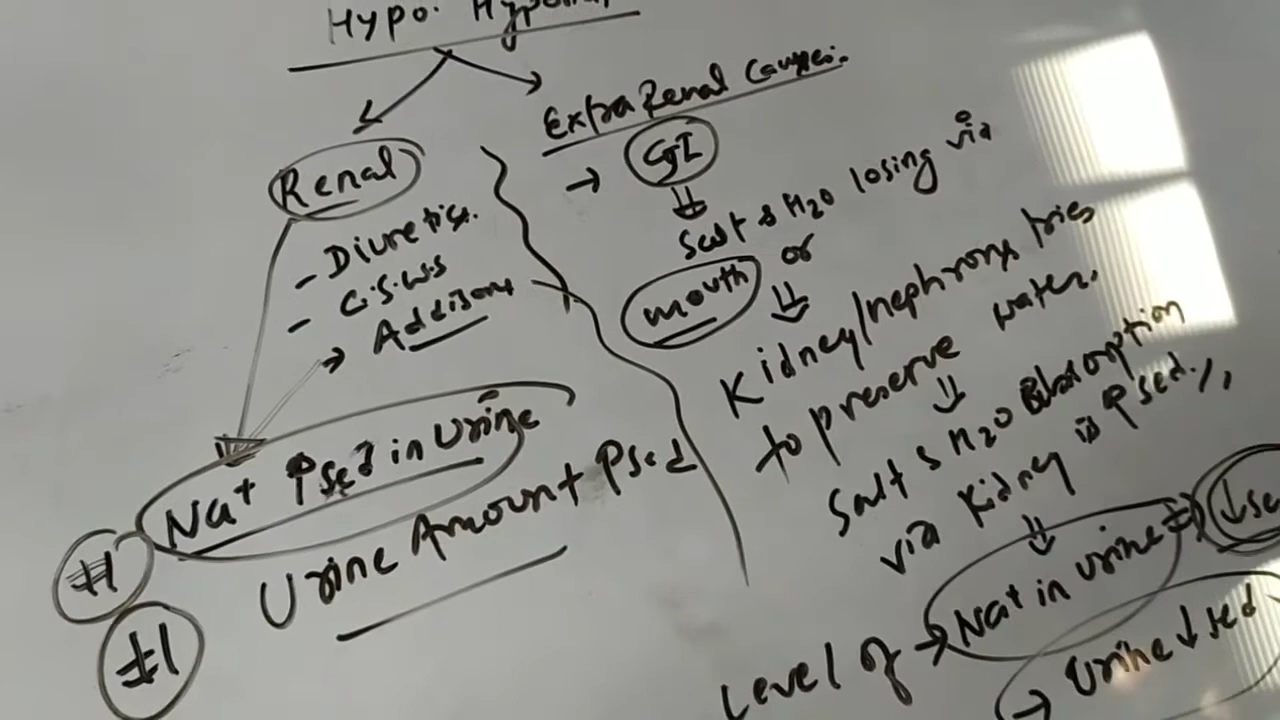 Hypo.
Renal
- Diuretics.
- C.S.W.S
→ Addisons
Na+ ↑sed in Urine
Urine Amount ↑sed
#1
#1
Extra Renal Causes.
→ GI
⇓
Salt & H2O losing via
mouth or
⇓
Kidney/nephrons tries
to preserve water.
⇓
Salt & H2O
via Kidney is ↑sed.
⇓
Level of → Na+ in urine ⇒ ↓se
→ Urine ↓sed